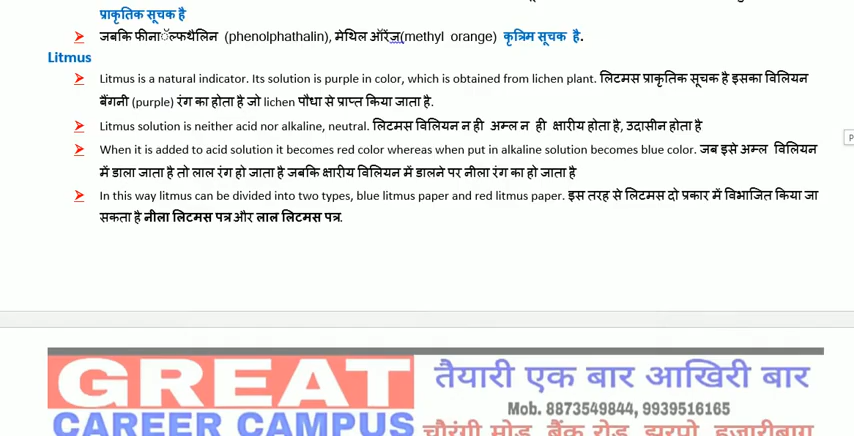 प्राकृतिक सूचक है
जबकि फीनाॅल्फथैलिन (phenolphathalin), मेथिल ऑरेंज(methyl orange) कृत्रिम सूचक है.
Litmus
Litmus is a natural indicator. Its solution is purple in color, which is obtained from lichen plant. लिटमस प्राकृतिक सूचक है इसका विलियन
बैंगनी (purple) रंग का होता है जो lichen पौधा से प्राप्त किया जाता है.
Litmus solution is neither acid nor alkaline, neutral. लिटमस विलियन न ही अम्ल न ही क्षारीय होता है, उदासीन होता है
When it is added to acid solution it becomes red color whereas when put in alkaline solution becomes blue color. जब इसे अम्ल विलियन
में डाला जाता है तो लाल रंग हो जाता है जबकि क्षारीय विलियन में डालने पर नीला रंग का हो जाता है
In this way litmus can be divided into two types, blue litmus paper and red litmus paper. इस तरह से लिटमस दो प्रकार में विभाजित किया जा
सकता है नीला लिटमस पत्र और लाल लिटमस पत्र.
GREAT
CAREER CAMPUS
तैयारी एक बार आखिरी बार
Mob. 8873549844, 9939516165
चौरंगी मोड़, बैंक रोड, झरपो, हजारीबाग